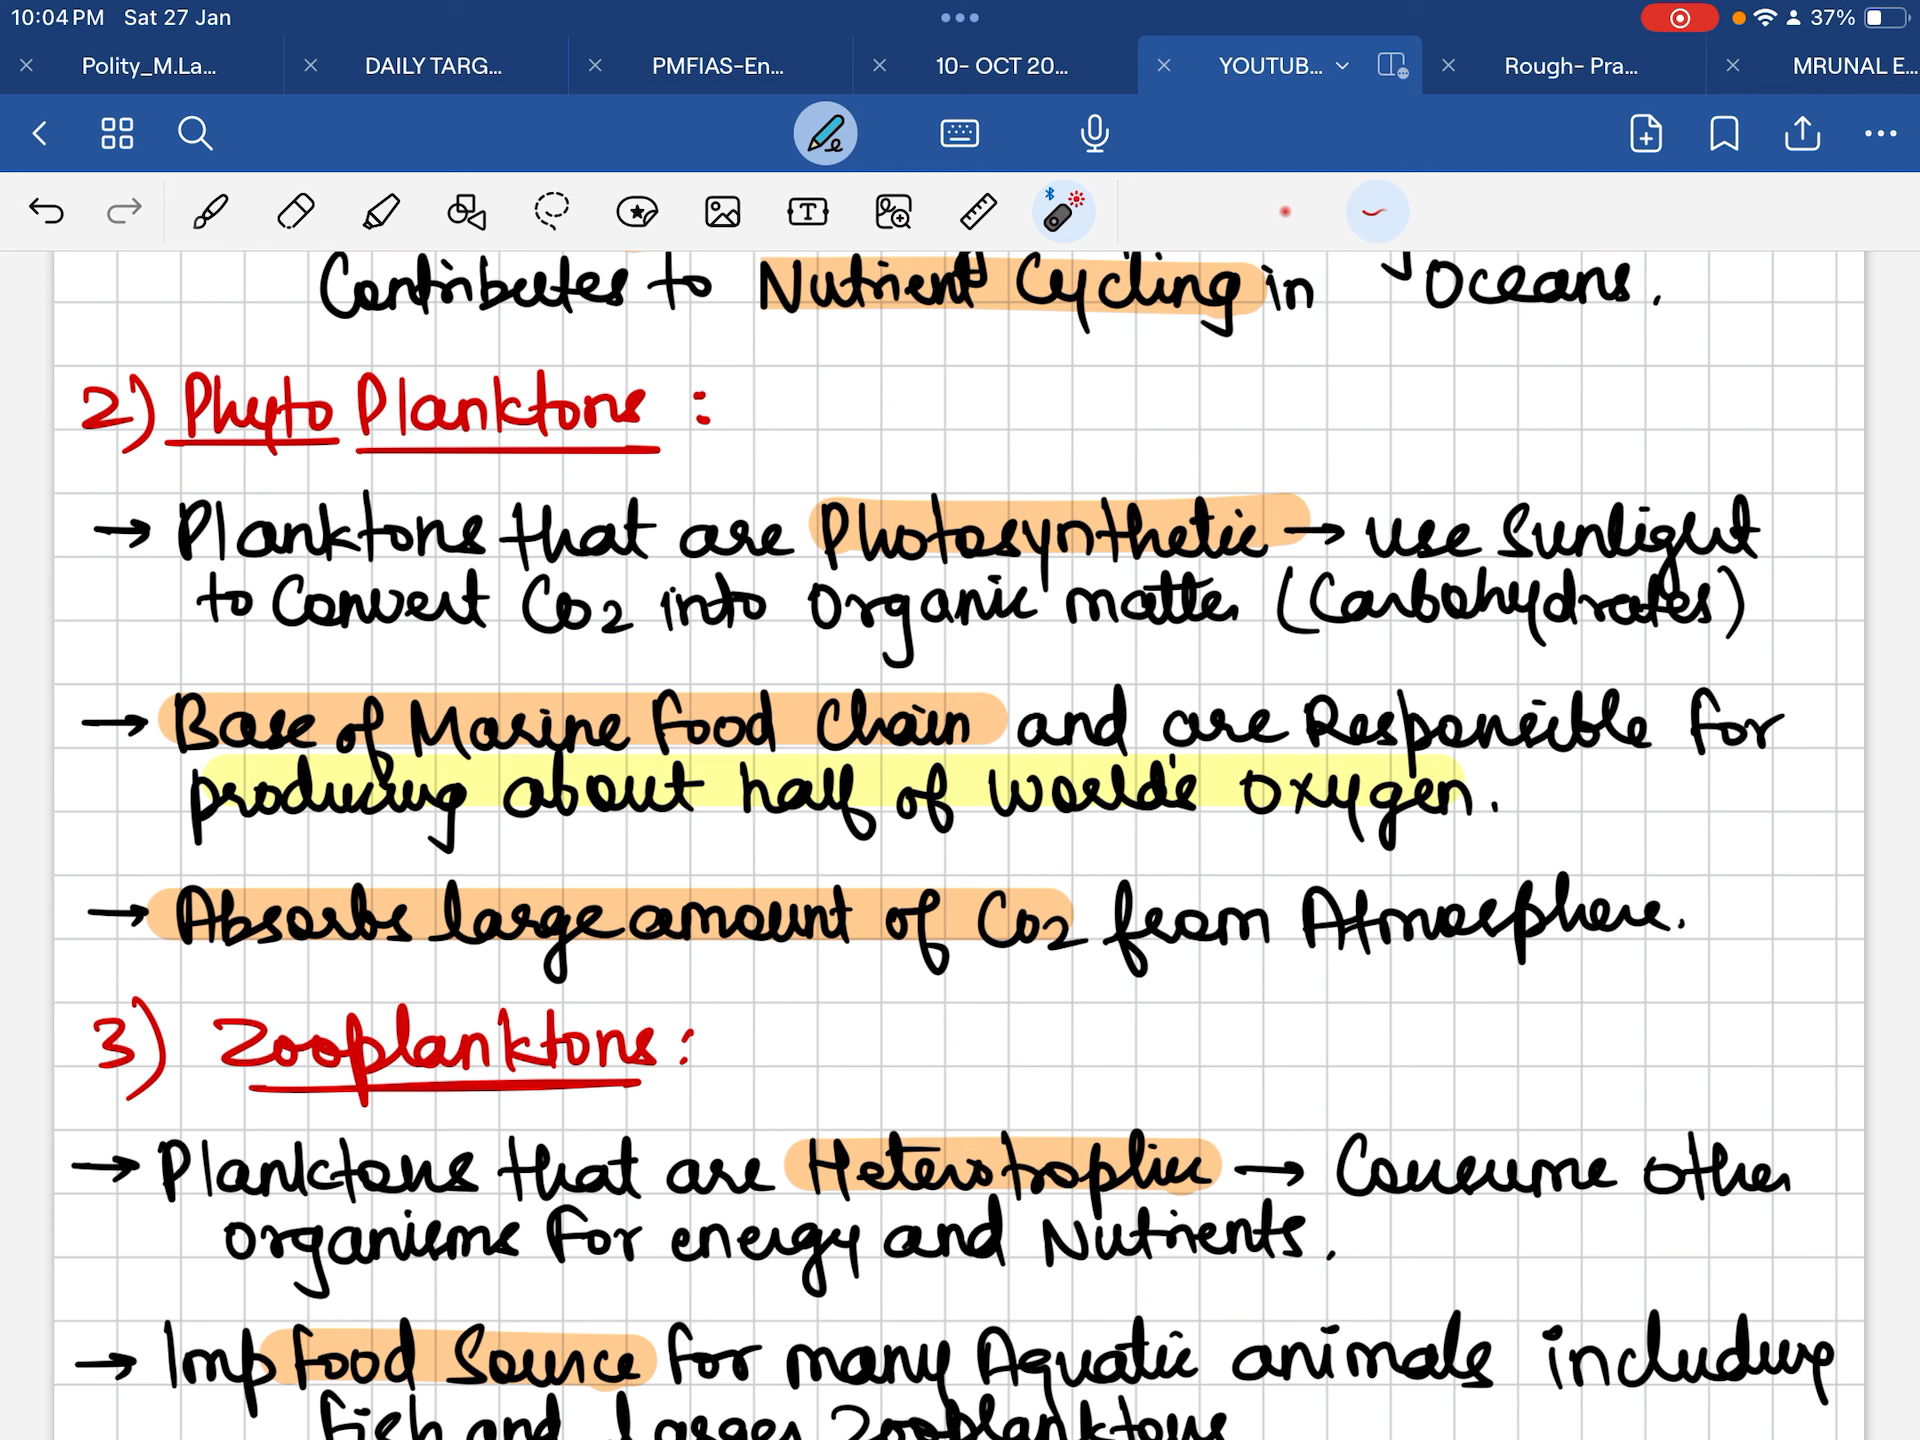 10:04 PM Sat 27 Jan
37%
Polity_M.La...
DAILY TARG...
PMFIAS-En...
10- OCT 20...
YOUTUB...
Rough- Pra...
MRUNAL E...
Contributes to Nutrient Cycling in Oceans.
2) Phyto Planktons :
→ Planktons that are Photosynthetic → use Sunlight
to Convert CO2 into organic matter (Carbohydrates)
→ Base of Marine Food Chain and are Responsible for
producing about half of world's oxygen.
→ Absorbs large amount of CO2 from Atmosphere.
3) Zooplanktons:
→ Planktons that are Heterotrophic → Consume other
organisms for energy and Nutrients.
→ Imp Food Source for many Aquatic animals including
fish and larger Zooplanktons